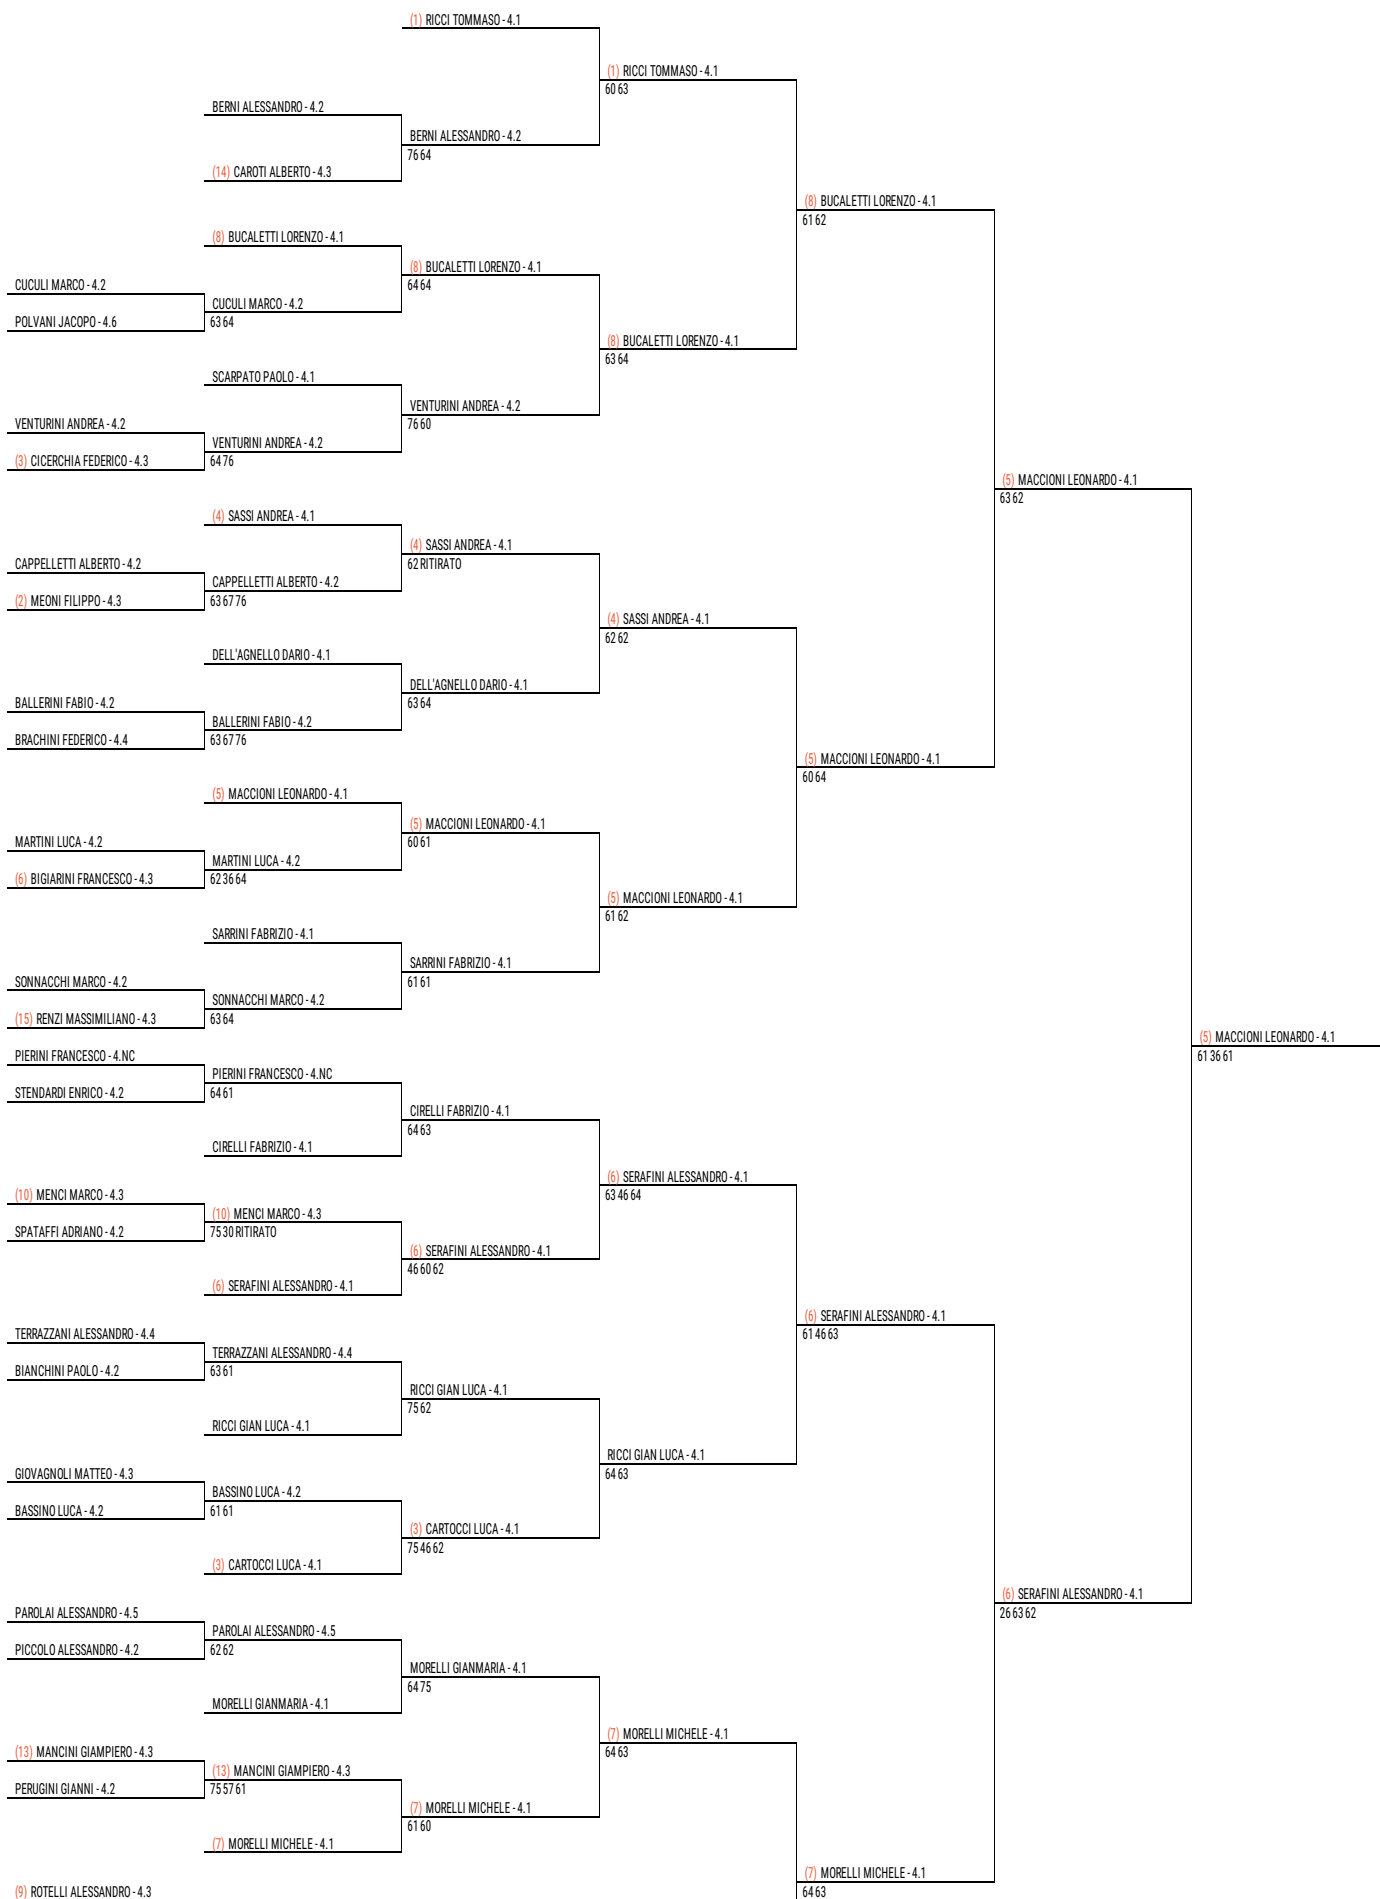 (1) RICCI TOMMASO - 4.1
(1) RICCI TOMMASO - 4.1
60 63
BERNI ALESSANDRO - 4.2
BERNI ALESSANDRO - 4.2
76 64
(14) CAROTI ALBERTO - 4.3
(8) BUCALETTI LORENZO - 4.1
61 62
(8) BUCALETTI LORENZO - 4.1
(8) BUCALETTI LORENZO - 4.1
64 64
CUCULI MARCO - 4.2
CUCULI MARCO - 4.2
63 64
POLVANI JACOPO - 4.6
(8) BUCALETTI LORENZO - 4.1
63 64
SCARPATO PAOLO - 4.1
VENTURINI ANDREA - 4.2
76 60
VENTURINI ANDREA - 4.2
VENTURINI ANDREA - 4.2
64 76
(3) CICERCHIA FEDERICO - 4.3
(5) MACCIONI LEONARDO - 4.1
63 62
(4) SASSI ANDREA - 4.1
(4) SASSI ANDREA - 4.1
62 RITIRATO
CAPPELLETTI ALBERTO - 4.2
CAPPELLETTI ALBERTO - 4.2
63 67 76
(2) MEONI FILIPPO - 4.3
(4) SASSI ANDREA - 4.1
62 62
DELL'AGNELLO DARIO - 4.1
DELL'AGNELLO DARIO - 4.1
63 64
BALLERINI FABIO - 4.2
BALLERINI FABIO - 4.2
63 67 76
BRACHINI FEDERICO - 4.4
(5) MACCIONI LEONARDO - 4.1
60 64
(5) MACCIONI LEONARDO - 4.1
(5) MACCIONI LEONARDO - 4.1
60 61
MARTINI LUCA - 4.2
MARTINI LUCA - 4.2
62 36 64
(6) BIGIARINI FRANCESCO - 4.3
(5) MACCIONI LEONARDO - 4.1
61 62
SARRINI FABRIZIO - 4.1
SARRINI FABRIZIO - 4.1
61 61
SONNACCHI MARCO - 4.2
SONNACCHI MARCO - 4.2
63 64
(15) RENZI MASSIMILIANO - 4.3
(5) MACCIONI LEONARDO - 4.1
61 36 61
PIERINI FRANCESCO - 4.NC
PIERINI FRANCESCO - 4.NC
64 61
STENDARDI ENRICO - 4.2
CIRELLI FABRIZIO - 4.1
64 63
CIRELLI FABRIZIO - 4.1
(6) SERAFINI ALESSANDRO - 4.1
63 46 64
(10) MENCI MARCO - 4.3
(10) MENCI MARCO - 4.3
75 30 RITIRATO
SPATAFFI ADRIANO - 4.2
(6) SERAFINI ALESSANDRO - 4.1
46 60 62
(6) SERAFINI ALESSANDRO - 4.1
(6) SERAFINI ALESSANDRO - 4.1
61 46 63
TERRAZZANI ALESSANDRO - 4.4
TERRAZZANI ALESSANDRO - 4.4
63 61
BIANCHINI PAOLO - 4.2
RICCI GIAN LUCA - 4.1
75 62
RICCI GIAN LUCA - 4.1
RICCI GIAN LUCA - 4.1
64 63
GIOVAGNOLI MATTEO - 4.3
BASSINO LUCA - 4.2
61 61
BASSINO LUCA - 4.2
(3) CARTOCCI LUCA - 4.1
75 46 62
(3) CARTOCCI LUCA - 4.1
(6) SERAFINI ALESSANDRO - 4.1
26 63 62
PAROLAI ALESSANDRO - 4.5
PAROLAI ALESSANDRO - 4.5
62 62
PICCOLO ALESSANDRO - 4.2
MORELLI GIANMARIA - 4.1
64 75
MORELLI GIANMARIA - 4.1
(7) MORELLI MICHELE - 4.1
64 63
(13) MANCINI GIAMPIERO - 4.3
(13) MANCINI GIAMPIERO - 4.3
75 57 61
PERUGINI GIANNI - 4.2
(7) MORELLI MICHELE - 4.1
61 60
(7) MORELLI MICHELE - 4.1
(7) MORELLI MICHELE - 4.1
64 63
(9) ROTELLI ALESSANDRO - 4.3